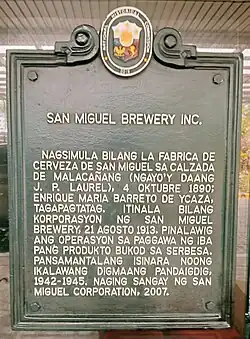 SAN MIGUEL BREWERY INC.
NAGSIMULA BILANG LA FABRICA DE
CERVEZA DE SAN MIGUEL SA CALZADA
DE MALACAÑANG (NGAYO'Y DAANG
J. P. LAUREL), 4 OKTUBRE 1890;
ENRIQUE MARIA BARRETO DE YCAZA,
TAGAPAGTATAG. ITINALA BILANG
KORPORASYON NG SAN MIGUEL
BREWERY, 21 AGOSTO 1913. PINALAWIG
ANG OPERASYON SA PAGGAWA NG IBA
PANG PRODUKTO BUKOD SA SERBESA.
PANSAMANTALANG ISINARA NOONG
IKALAWANG DIGMAANG PANDAIGDIG,
1942-1945. NAGING SANGAY NG SAN
MIGUEL CORPORATION, 2007.